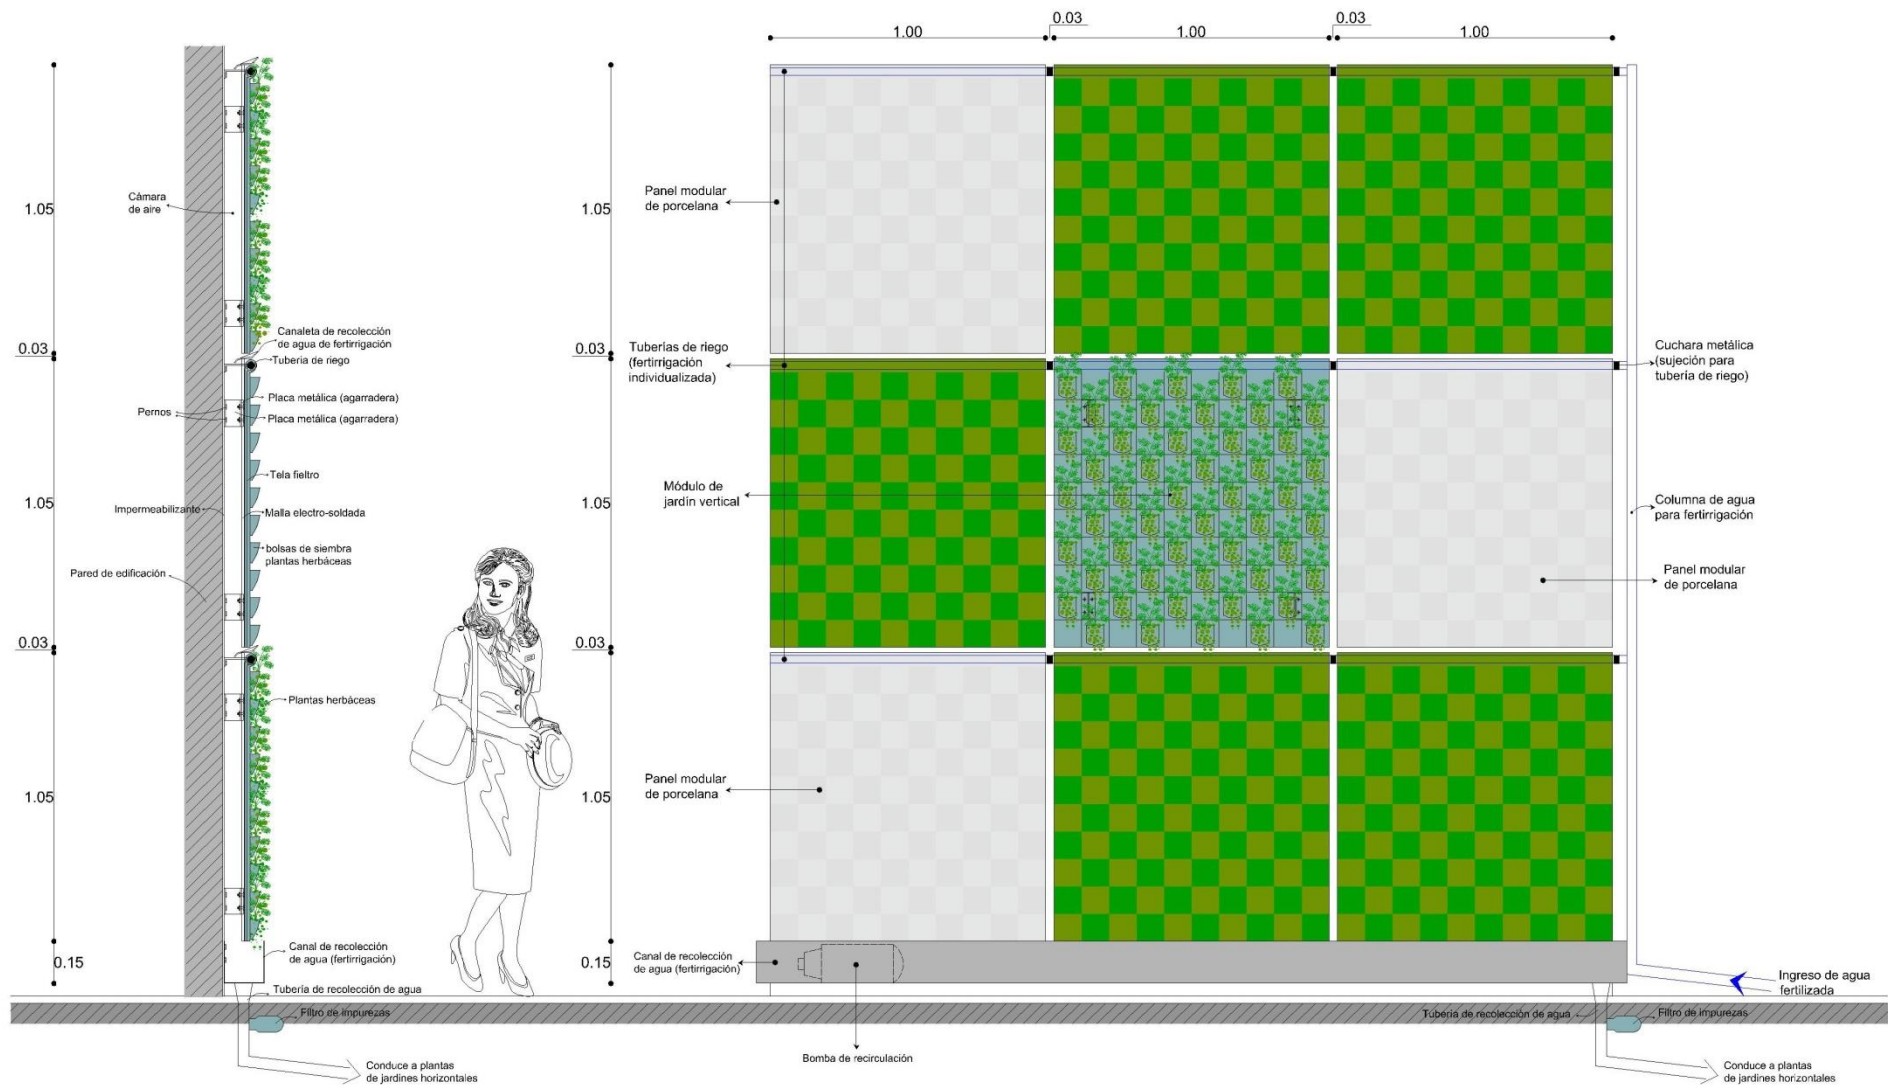 1.05
0.03
1.05
0.03
1.05
0.15
Cámara
de aire
Canaleta de recolección
de agua de fertirrigación
Tubería de riego
Placa metálica (agarradera)
Pernos
Placa metálica (agarradera)
Tela fieltro
Impermeabilizante
Malla electro-soldada
bolsas de siembra
plantas herbáceas
Pared de edificación
Plantas herbáceas
Canal de recolección
de agua (fertirrigación)
Tubería de recolección de agua
Filtro de impurezas
Conduce a plantas
de jardines horizontales
1.05
0.03
1.05
0.03
1.05
0.15
1.00
0.03
1.00
0.03
1.00
Panel modular
de porcelana
Tuberías de riego
(fertirrigación
individualizada)
Módulo de
jardín vertical
Panel modular
de porcelana
Canal de recolección
de agua (fertirrigación)
Bomba de recirculación
Cuchara metálica
(sujeción para
tubería de riego)
Columna de agua
para fertirrigación
Panel modular
de porcelana
Ingreso de agua
fertilizada
Tubería de recolección de agua
Filtro de impurezas
Conduce a plantas
de jardines horizontales